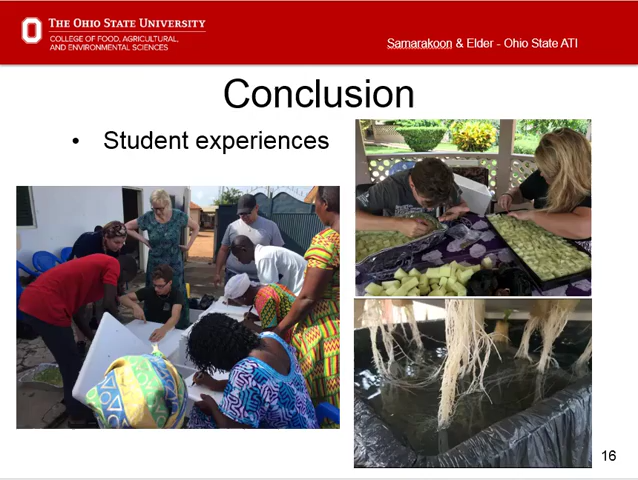 THE OHIO STATE UNIVERSITY
COLLEGE OF FOOD, AGRICULTURAL,
AND ENVIRONMENTAL SCIENCES
Samarakoon & Elder - Ohio State ATI
Conclusion
• Student experiences
16